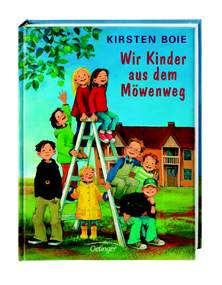 KIRSTEN BOIE
Wir Kinder
aus dem
Möwenweg
Oetinger